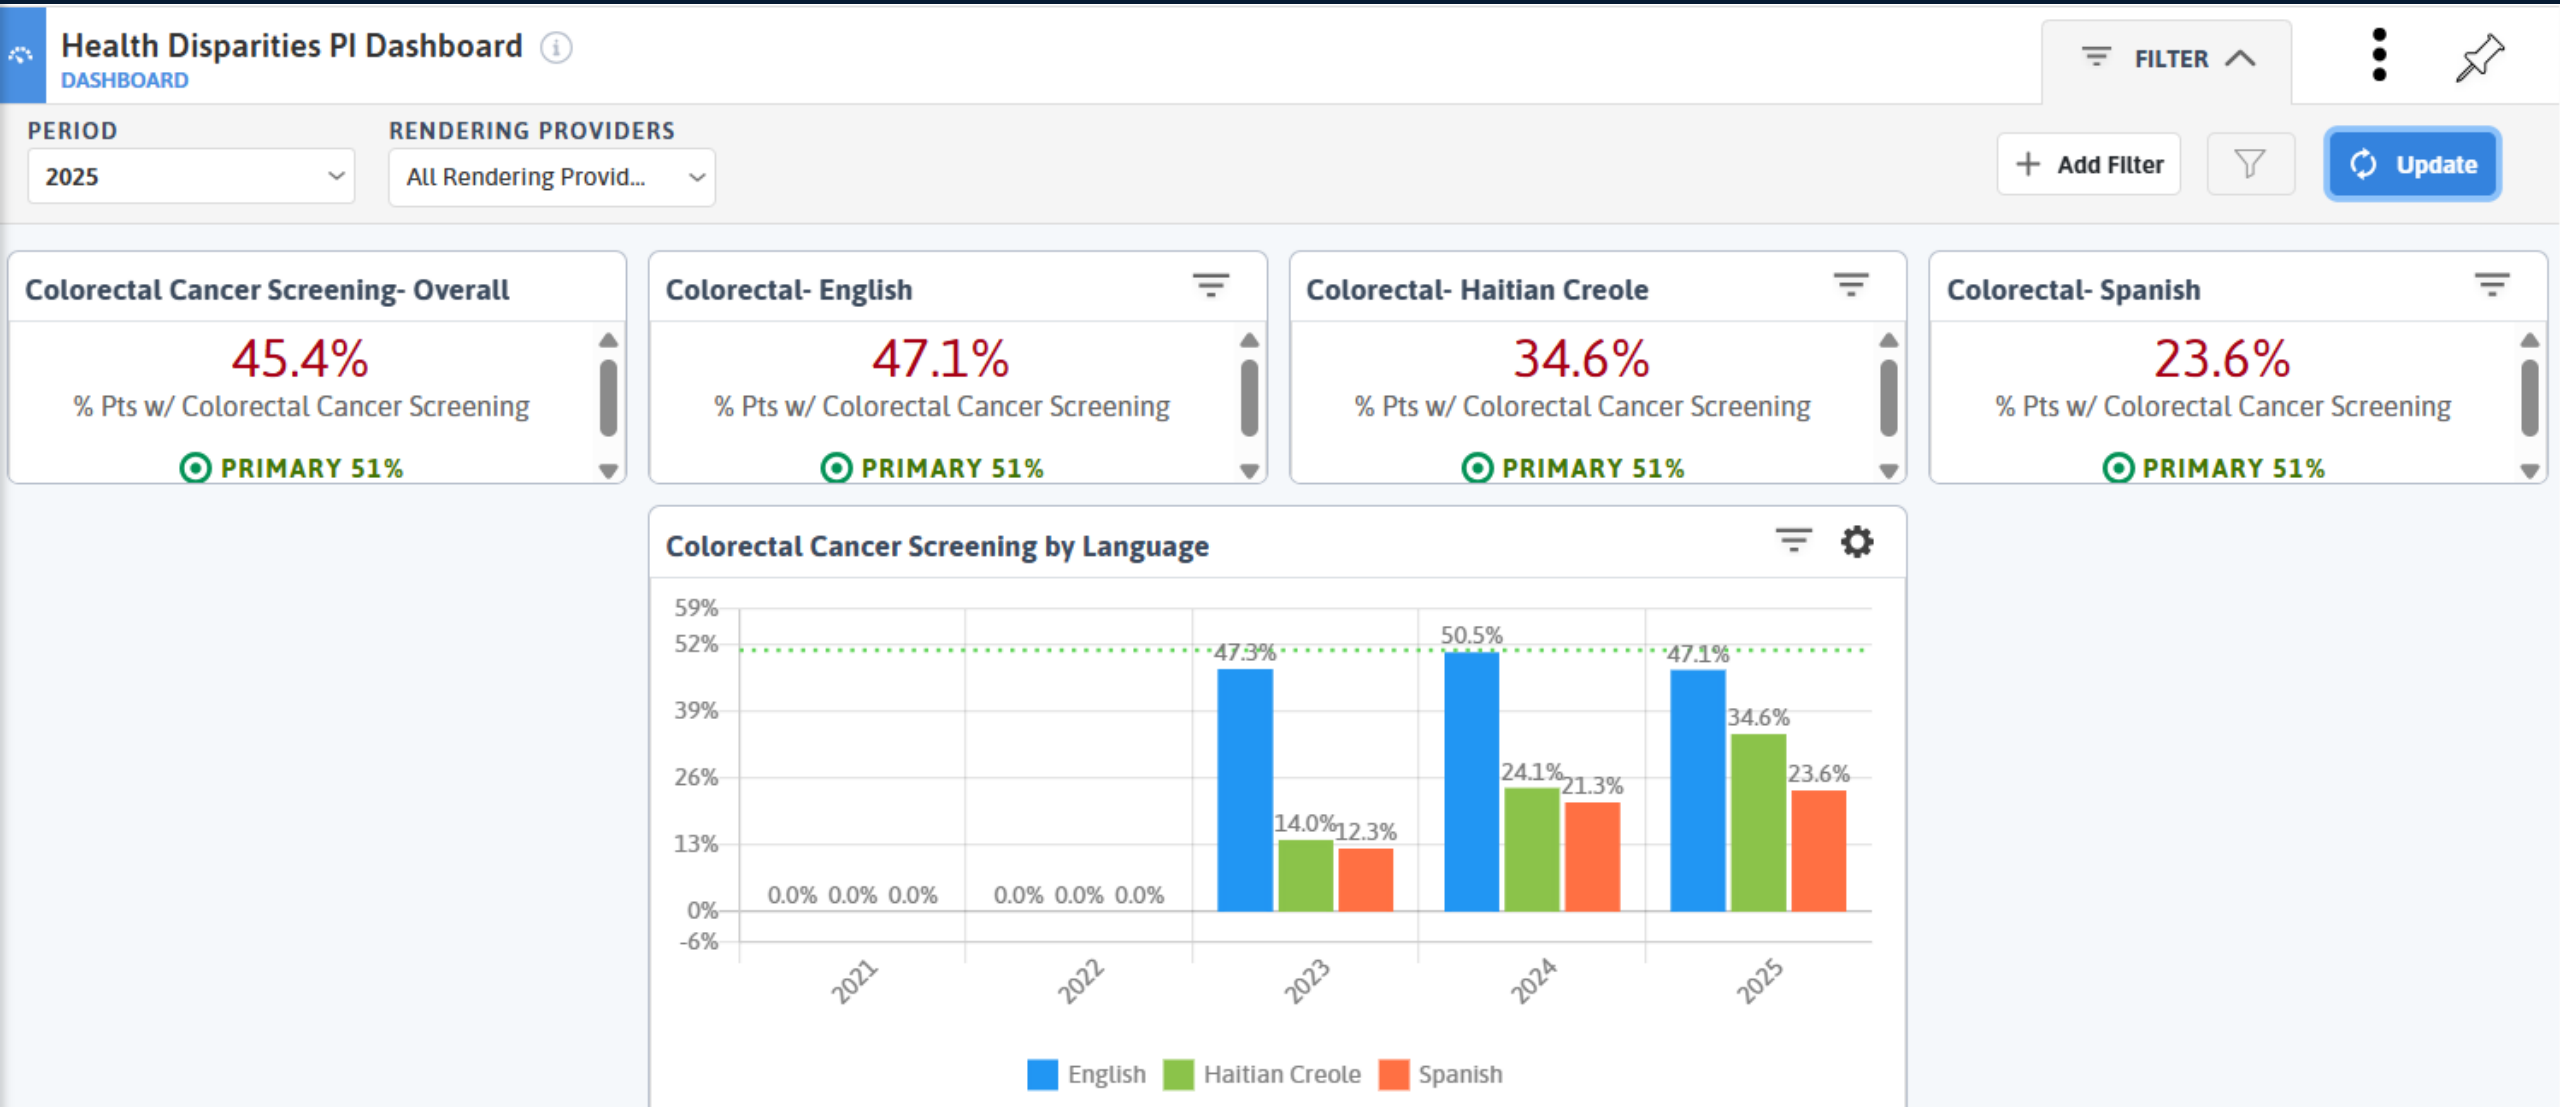 Health Disparities PI Dashboard
DASHBOARD
FILTER
PERIOD
RENDERING PROVIDERS
2025
All Rendering Provid...
Add Filter
Update
Colorectal Cancer Screening- Overall
45.4%
% Pts w/ Colorectal Cancer Screening
PRIMARY 51%
Colorectal- English
47.1%
% Pts w/ Colorectal Cancer Screening
PRIMARY 51%
Colorectal- Haitian Creole
34.6%
% Pts w/ Colorectal Cancer Screening
PRIMARY 51%
Colorectal- Spanish
23.6%
% Pts w/ Colorectal Cancer Screening
PRIMARY 51%
Colorectal Cancer Screening by Language
59%
52%
39%
26%
13%
0%
-6%
0.0% 0.0% 0.0%
0.0% 0.0% 0.0%
47.3%
14.0%
12.3%
50.5%
24.1%
21.3%
47.1%
34.6%
23.6%
2021
2022
2023
2024
2025
English Haitian Creole Spanish